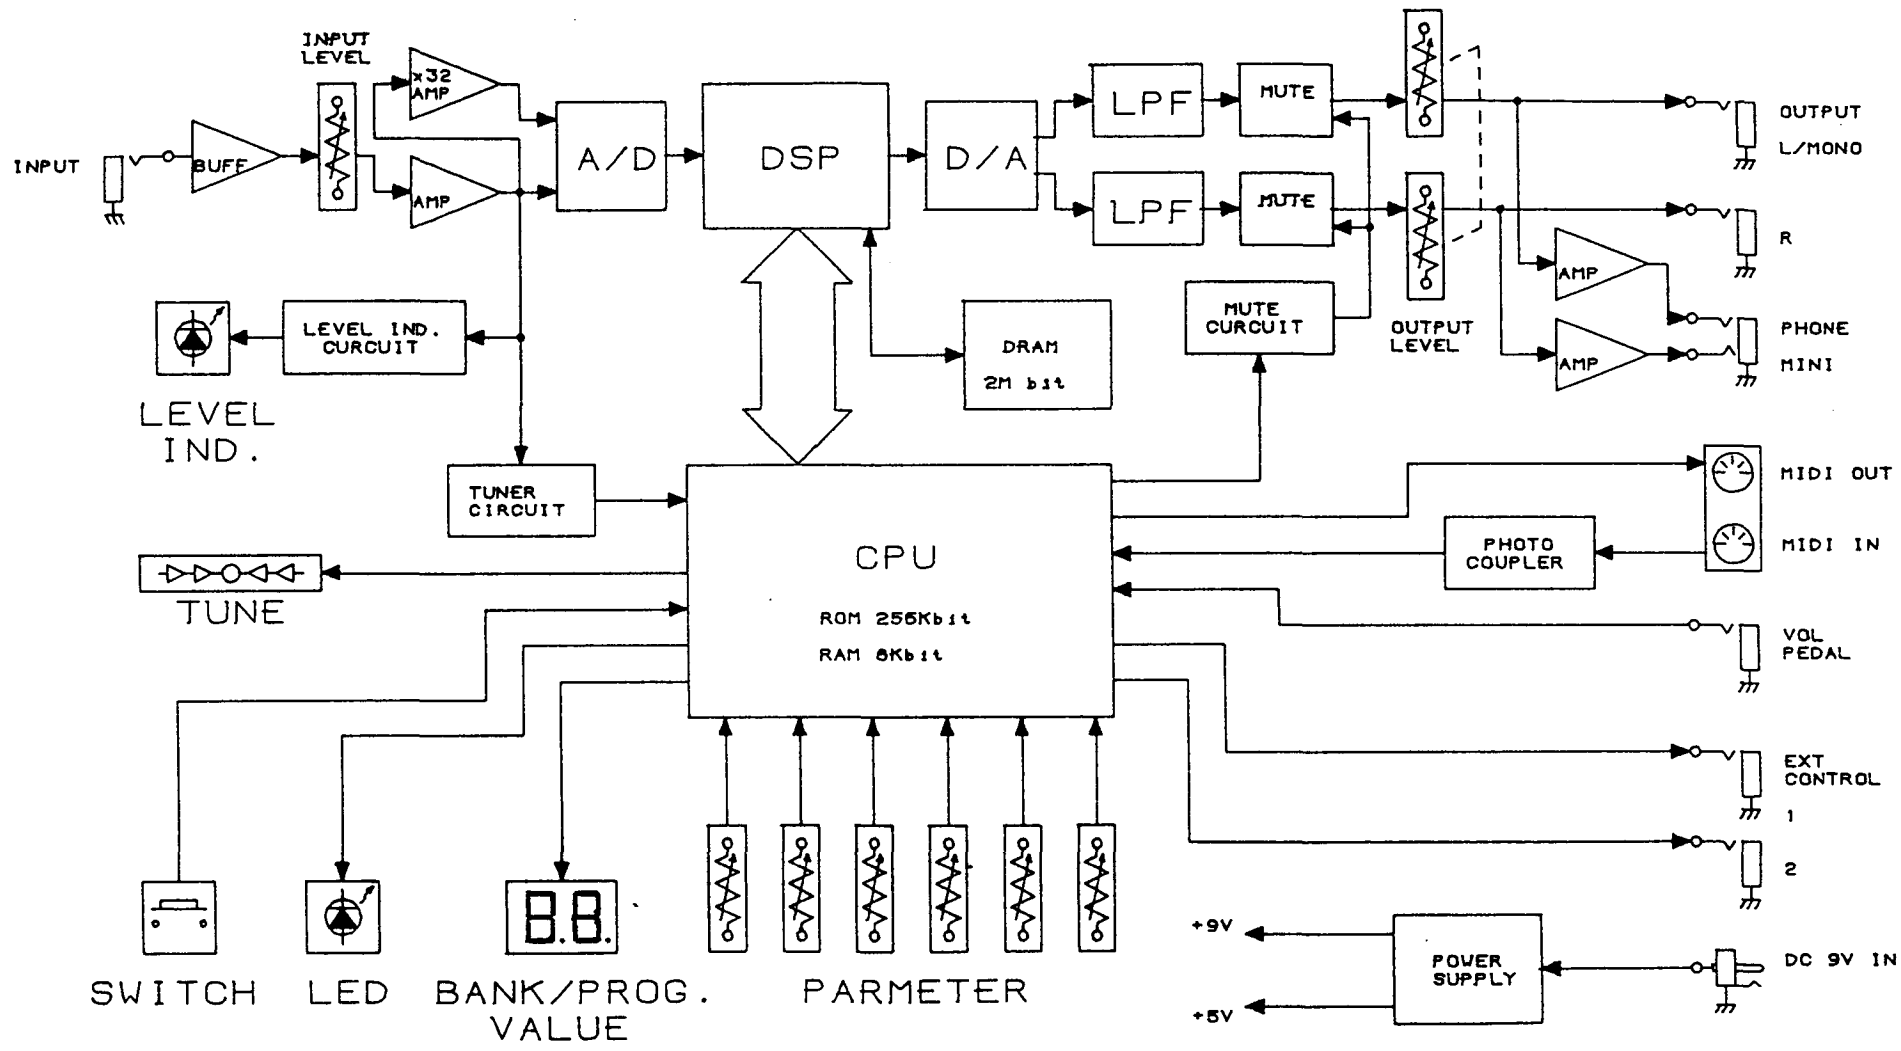 INPUT
LEVEL
x32
AMP
INPUT
BUFF
AMP
A/D
DSP
D/A
LPF
MUTE
LPF
MUTE
OUTPUT
L/MONO
R
AMP
AMP
PHONE
MINI
OUTPUT
LEVEL
MUTE
CURCUIT
DRAM
2M bit
LEVEL IND.
CURCUIT
LEVEL
IND.
TUNER
CIRCUIT
TUNE
CPU
ROM 256Kbit
RAM 8Kbit
MIDI OUT
MIDI IN
PHOTO
COUPLER
VOL
PEDAL
EXT
CONTROL
1
2
8.8.
SWITCH
LED
BANK/PROG.
VALUE
PARMETER
+9V
+5V
POWER
SUPPLY
DC 9V IN